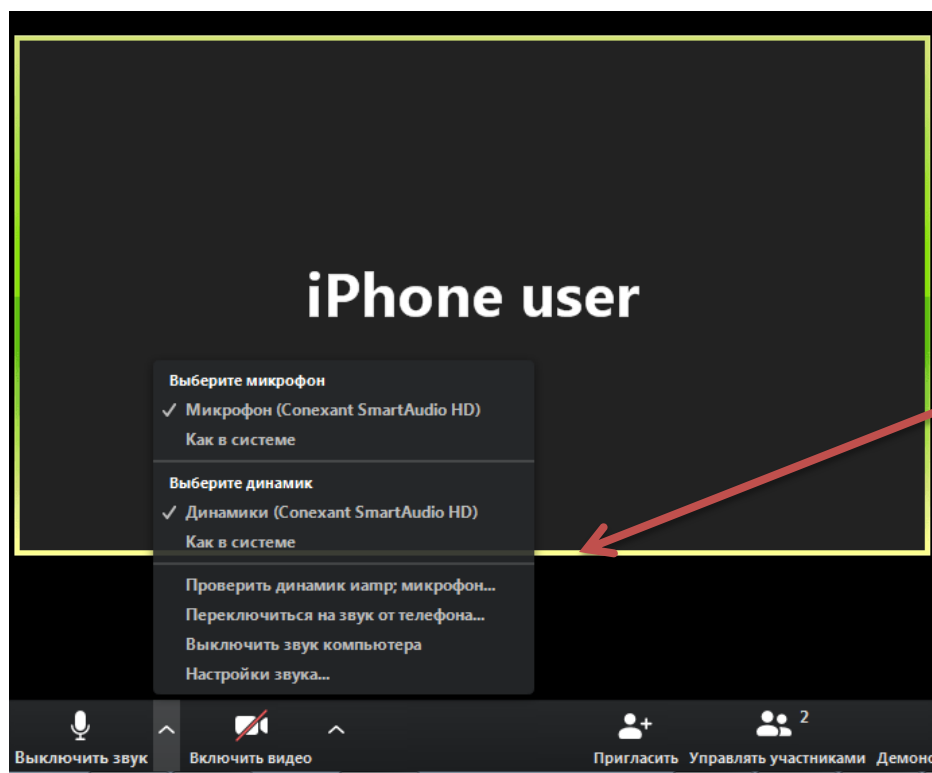 iPhone user
Выберите микрофон
Микрофон (Conexant SmartAudio HD)
Как в системе
Выберите динамик
Динамики (Conexant SmartAudio HD)
Как в системе
Проверить динамик иamp; микрофон...
Переключиться на звук от телефона...
Выключить звук компьютера
Настройки звука...
2
Выключить звук Включить видео Пригласить Управлять участниками Демонс